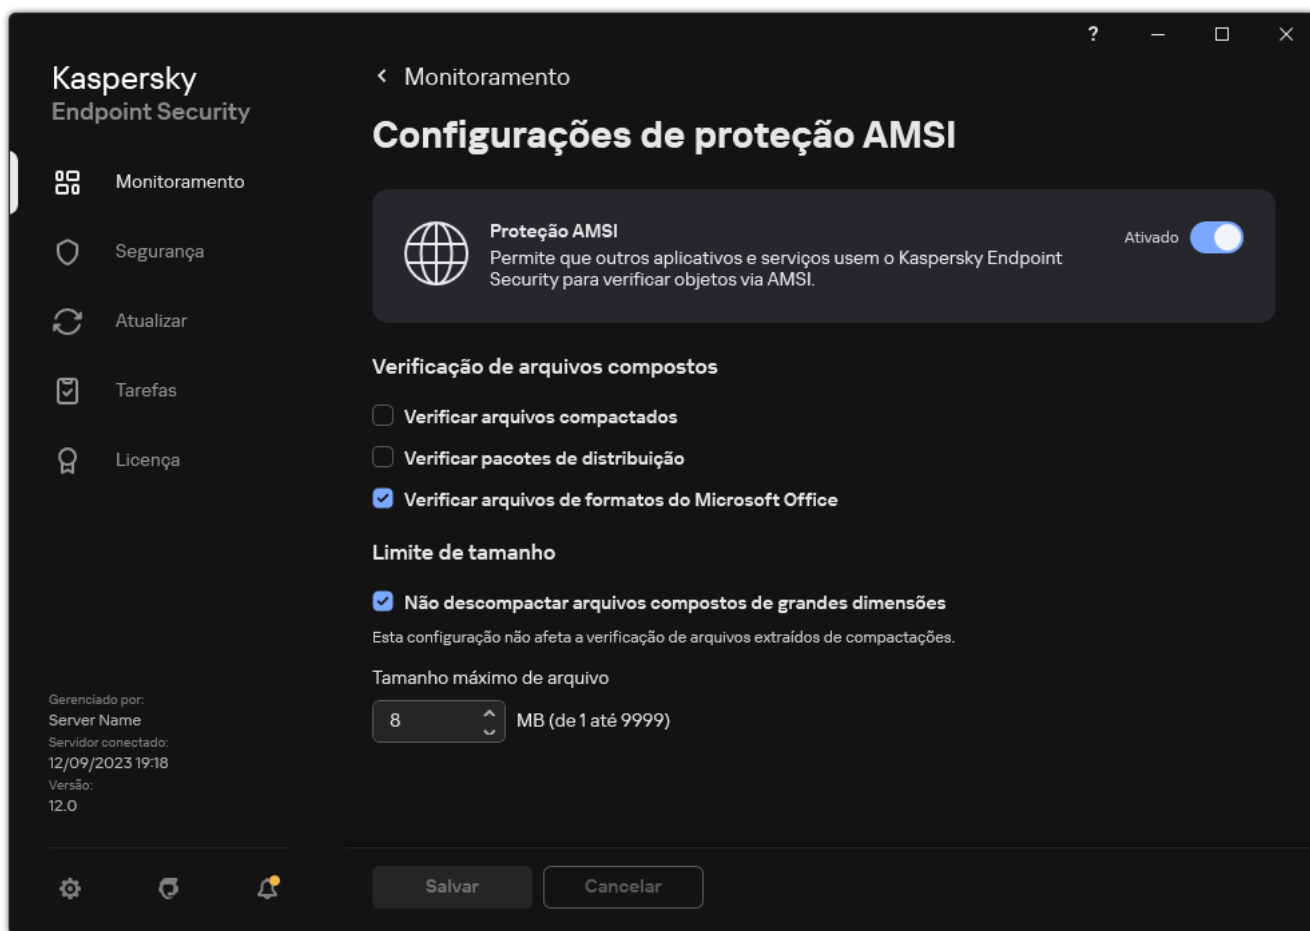 ?
Kaspersky
Endpoint Security
Monitoramento
Segurança
Atualizar
Tarefas
Licença
Gerenciado por:
Server Name
Servidor conectado:
12/09/2023 19:18
Versão:
12.0
Monitoramento
Configurações de proteção AMSI
Proteção AMSI
Permite que outros aplicativos e serviços usem o Kaspersky Endpoint
Security para verificar objetos via AMSI.
Ativado
Verificação de arquivos compostos
Verificar arquivos compactados
Verificar pacotes de distribuição
Verificar arquivos de formatos do Microsoft Office
Limite de tamanho
Não descompactar arquivos compostos de grandes dimensões
Esta configuração não afeta a verificação de arquivos extraídos de compactações.
Tamanho máximo de arquivo
8 MB (de 1 até 9999)
Salvar Cancelar